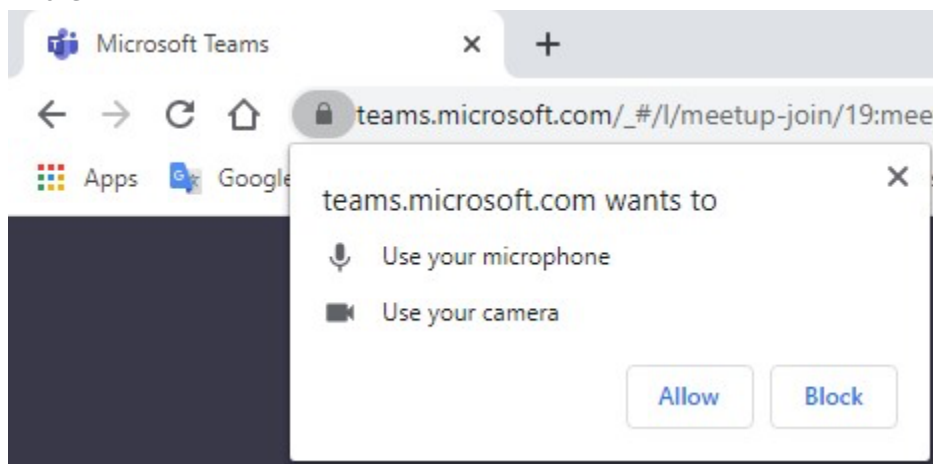 Microsoft Teams
teams.microsoft.com/_#/l/meetup-join/19:mee
Apps Google
teams.microsoft.com wants to
Use your microphone
Use your camera
Allow Block